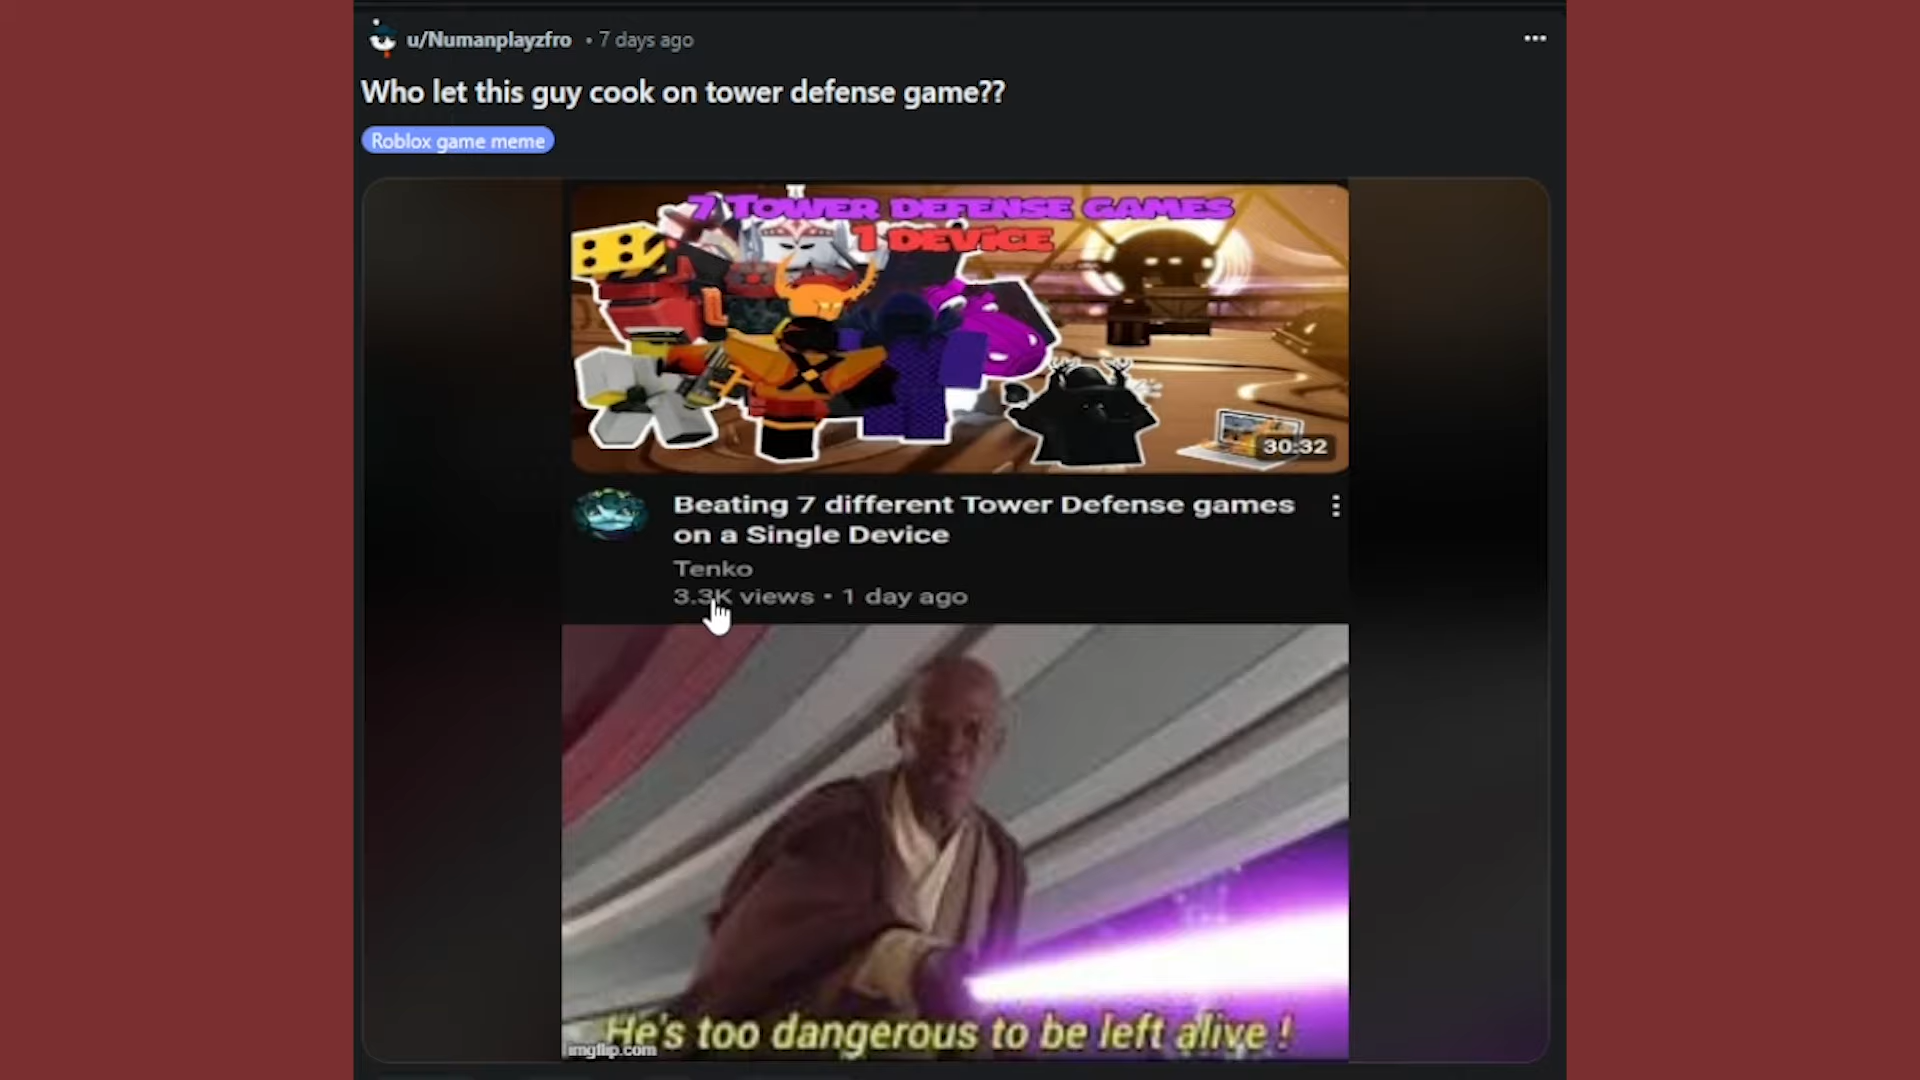 u/Numanplayzfro • 7 days ago
Who let this guy cook on tower defense game??
Roblox game meme
7 TOWER DEFENSE GAMES
1 DEVICE
30:32
Beating 7 different Tower Defense games
on a Single Device
Tenko
3.3K views • 1 day ago
He's too dangerous to be left alive !
imgflip.com